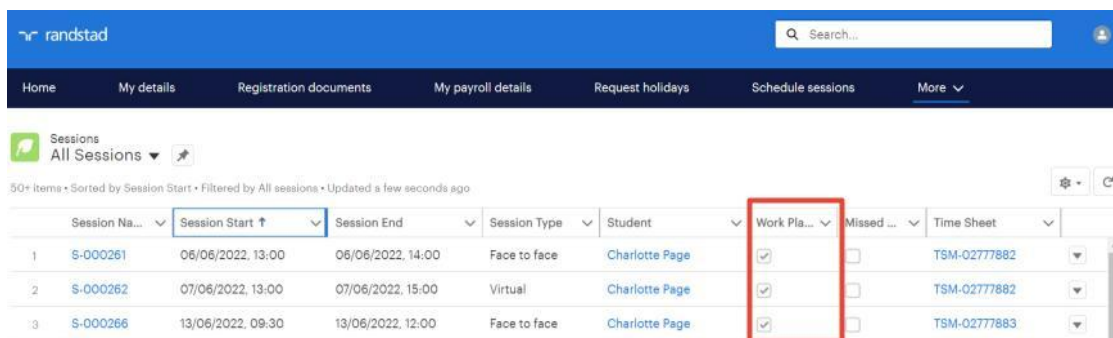 randstad
Search...
Home My details Registration documents My payroll details Request holidays Schedule sessions More
Sessions
All Sessions
50+ items • Sorted by Session Start • Filtered by All sessions • Updated a few seconds ago
Session Na... Session Start ↑ Session End Session Type Student Work Pla... Missed ... Time Sheet
1 S-000261 06/06/2022, 13:00 06/06/2022, 14:00 Face to face Charlotte Page TSM-02777882
2 S-000262 07/06/2022, 13:00 07/06/2022, 15:00 Virtual Charlotte Page TSM-02777882
3 S-000266 13/06/2022, 09:30 13/06/2022, 12:00 Face to face Charlotte Page TSM-02777883